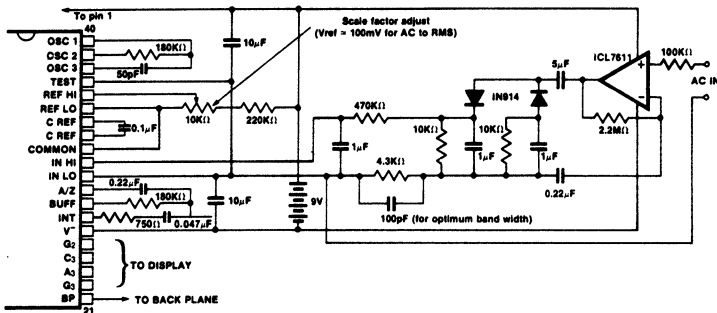 To pin 1
40
OSC 1
OSC 2
OSC 3
TEST
REF HI
REF LO
C REF
C REF
COMMON
IN HI
IN LO
A/Z
BUFF
INT
V⁻
G₂
C₃
A₃
G₃
BP
21
180KΩ
50pF
0.1µF
10µF
Scale factor adjust
(Vref = 100mV for AC to RMS)
10KΩ
220KΩ
470KΩ
1µF
10KΩ
1µF
10KΩ
1µF
IN914
5µF
ICL7611
+
−
100KΩ
AC IN
2.2MΩ
0.22µF
4.3KΩ
100pF (for optimum band width)
0.22µF
180KΩ
750Ω
0.047µF
10µF
9V
TO DISPLAY
TO BACK PLANE